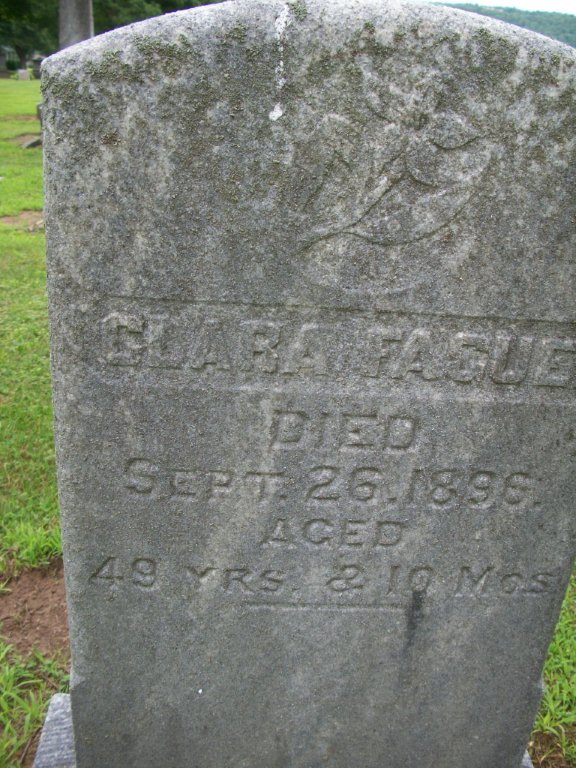 CLARA FAGUE
DIED
SEPT. 26. 1896.
AGED
49 YRS. & 10 MOS